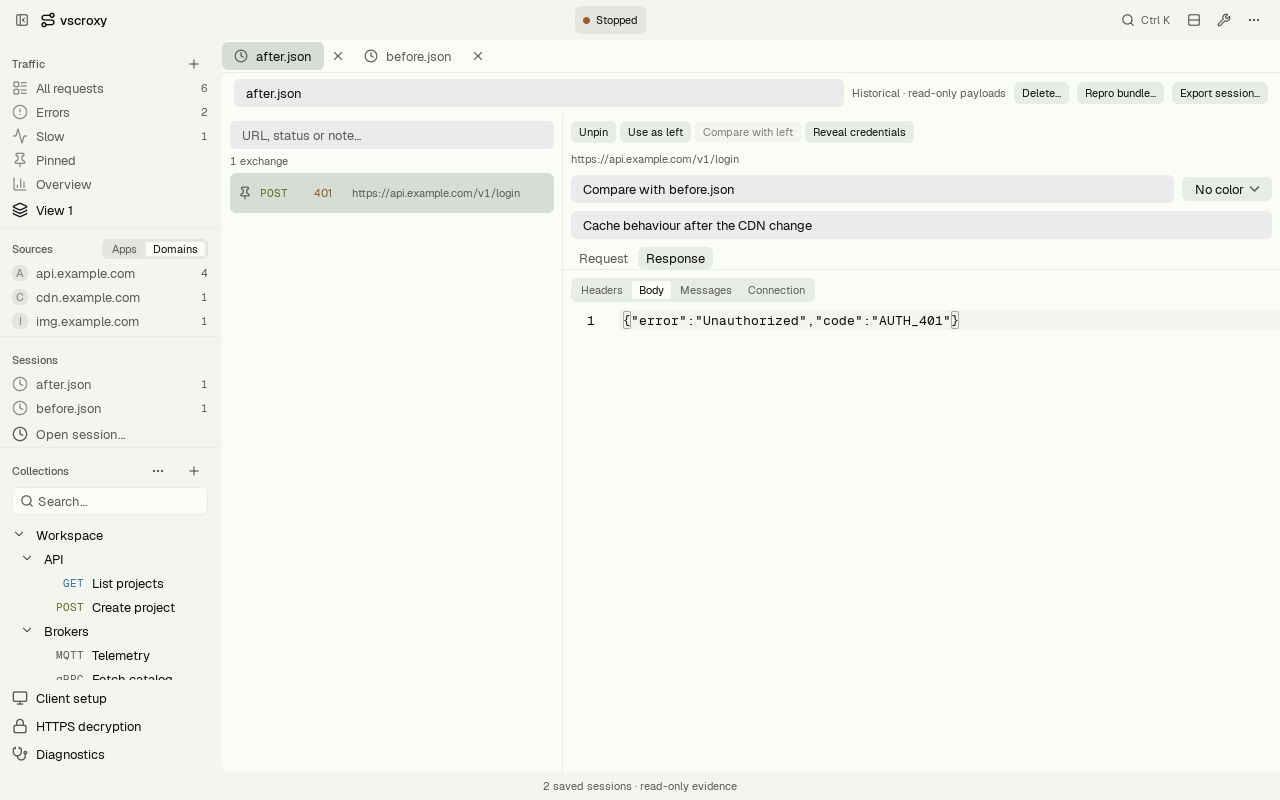 vscroxy
Stopped
Ctrl K
Traffic
All requests 6
Errors 2
Slow 1
Pinned
Overview
View 1
Sources Apps Domains
A api.example.com 4
C cdn.example.com 1
I img.example.com 1
Sessions
after.json 1
before.json 1
Open session...
Collections
Search...
Workspace
API
GET List projects
POST Create project
Brokers
MQTT Telemetry
gRPC Fetch catalog
Client setup
HTTPS decryption
Diagnostics
after.json before.json
after.json Historical · read-only payloads Delete... Repro bundle... Export session...
URL, status or note...
1 exchange
POST 401 https://api.example.com/v1/login
Unpin Use as left Compare with left Reveal credentials
https://api.example.com/v1/login
Compare with before.json No color
Cache behaviour after the CDN change
Request Response
Headers Body Messages Connection
1 {"error":"Unauthorized","code":"AUTH_401"}
2 saved sessions · read-only evidence